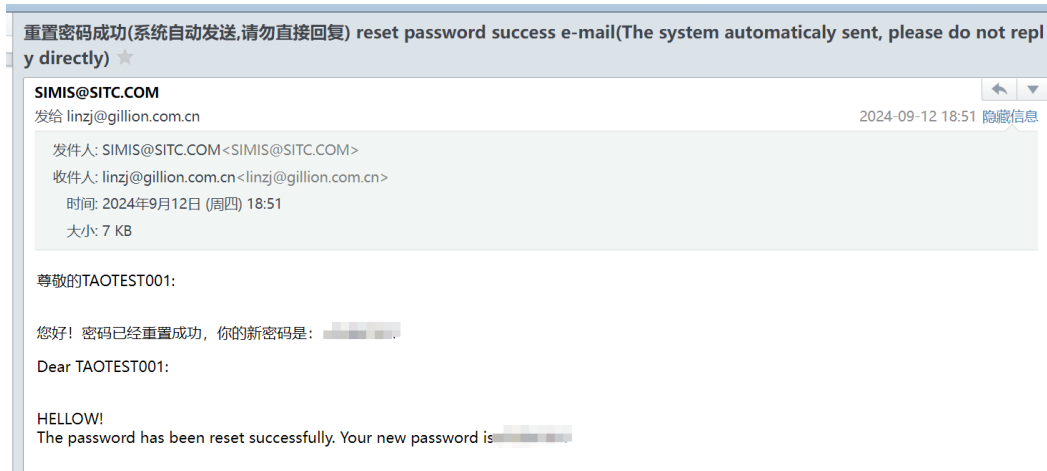 重置密码成功(系统自动发送,请勿直接回复) reset password success e-mail(The system automaticaly sent, please do not repl
y directly)
SIMIS@SITC.COM
发给 linzj@gillion.com.cn
2024-09-12 18:51 隐藏信息
发件人: SIMIS@SITC.COM<SIMIS@SITC.COM>
收件人: linzj@gillion.com.cn<linzj@gillion.com.cn>
时间: 2024年9月12日 (周四) 18:51
大小: 7 KB
尊敬的TAOTEST001:
您好！密码已经重置成功，你的新密码是：
Dear TAOTEST001:
HELLOW!
The password has been reset successfully. Your new password is